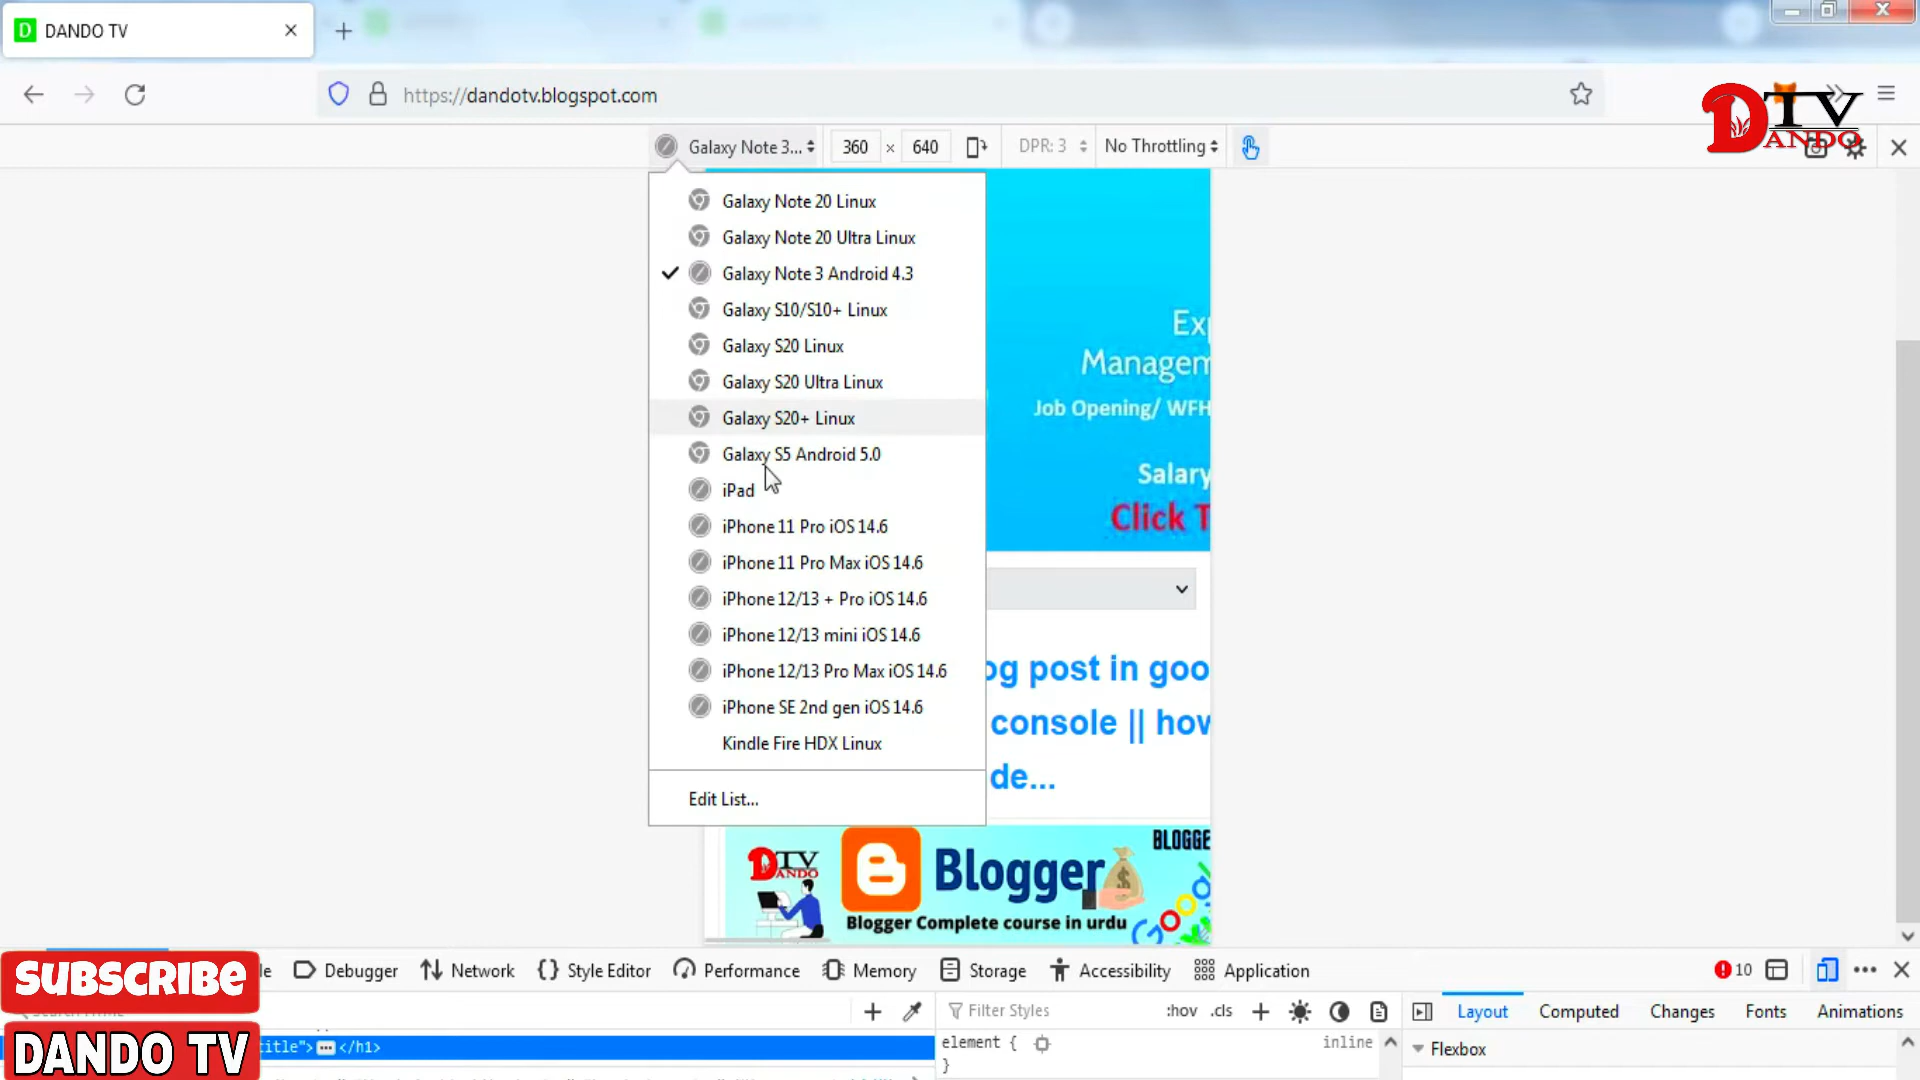 D DANDO TV
https://dandotv.blogspot.com
DTV
DANDO
Galaxy Note 3... 360 × 640 DPR: 3 No Throttling
Galaxy Note 20 Linux
Galaxy Note 20 Ultra Linux
Galaxy Note 3 Android 4.3
Galaxy S10/S10+ Linux
Galaxy S20 Linux
Galaxy S20 Ultra Linux
Galaxy S20+ Linux
Galaxy S5 Android 5.0
iPad
iPhone 11 Pro iOS 14.6
iPhone 11 Pro Max iOS 14.6
iPhone 12/13 + Pro iOS 14.6
iPhone 12/13 mini iOS 14.6
iPhone 12/13 Pro Max iOS 14.6
iPhone SE 2nd gen iOS 14.6
Kindle Fire HDX Linux
Edit List...
Exp
Managem
Job Opening/ WFH
Salary
Click T
og post in goo
console || how
de...
DTV
DANDO
Blogger
BLOGGE
Blogger Complete course in urdu
SUBSCRIBE
DANDO TV
le Debugger Network {} Style Editor Performance Memory Storage Accessibility Application 10
Filter Styles :hov .cls
Layout Computed Changes Fonts Animations
title">
</h1>
element { inline
}
Flexbox